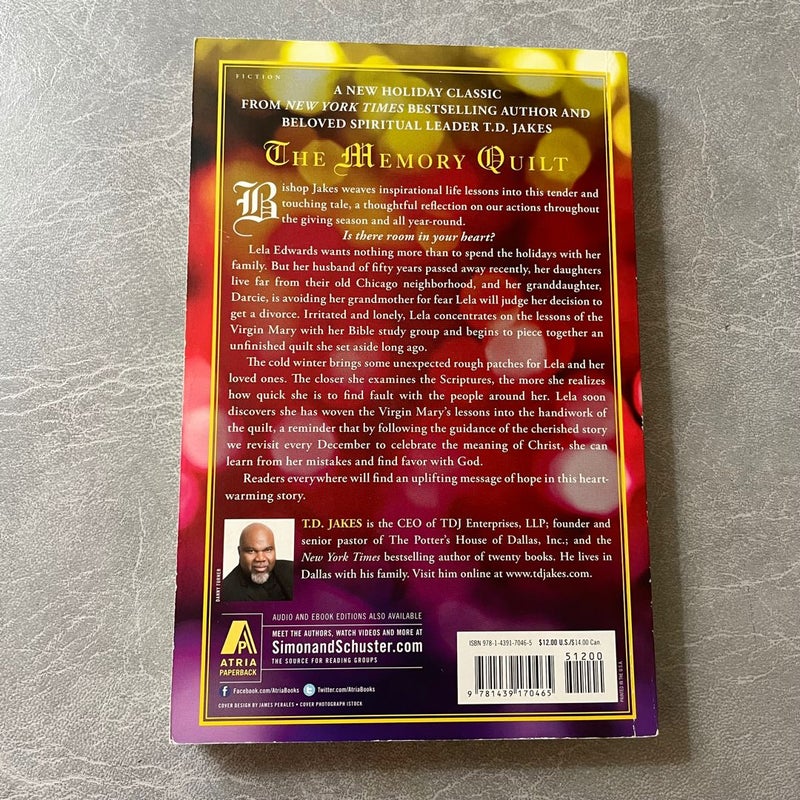 FICTION
A NEW HOLIDAY CLASSIC
FROM NEW YORK TIMES BESTSELLING AUTHOR AND
BELOVED SPIRITUAL LEADER T.D. JAKES
THE MEMORY QUILT
Bishop Jakes weaves inspirational life lessons into this tender and
touching tale, a thoughtful reflection on our actions throughout
the giving season and all year-round.
Is there room in your heart?
Lela Edwards wants nothing more than to spend the holidays with her
family. But her husband of fifty years passed away recently, her daughters
live far from their old Chicago neighborhood, and her granddaughter,
Darcie, is avoiding her grandmother for fear Lela will judge her decision to
get a divorce. Irritated and lonely, Lela concentrates on the lessons of the
Virgin Mary with her Bible study group and begins to piece together an
unfinished quilt she set aside long ago.
The cold winter brings some unexpected rough patches for Lela and her
loved ones. The closer she examines the Scriptures, the more she realizes
how quick she is to find fault with the people around her. Lela soon
discovers she has woven the Virgin Mary's lessons into the handiwork of
the quilt, a reminder that by following the guidance of the cherished story
we revisit every December to celebrate the meaning of Christ, she can
learn from her mistakes and find favor with God.
Readers everywhere will find an uplifting message of hope in this heart-
warming story.
T.D. JAKES is the CEO of TDJ Enterprises, LLP; founder and
senior pastor of The Potter's House of Dallas, Inc.; and the
New York Times bestselling author of twenty books. He lives in
Dallas with his family. Visit him online at www.tdjakes.com.
DANNY TURNER
AUDIO AND EBOOK EDITIONS ALSO AVAILABLE
MEET THE AUTHORS, WATCH VIDEOS AND MORE AT
SimonandSchuster.com
THE SOURCE FOR READING GROUPS
AP
ATRIA
PAPERBACK
Facebook.com/AtriaBooks Twitter.com/AtriaBooks
COVER DESIGN BY JAMES PERALES • COVER PHOTOGRAPH ISTOCK
ISBN 978-1-4391-7046-5 $12.00 U.S./$14.00 Can.
51200
9 781439 170465
PRINTED IN THE U.S.A.